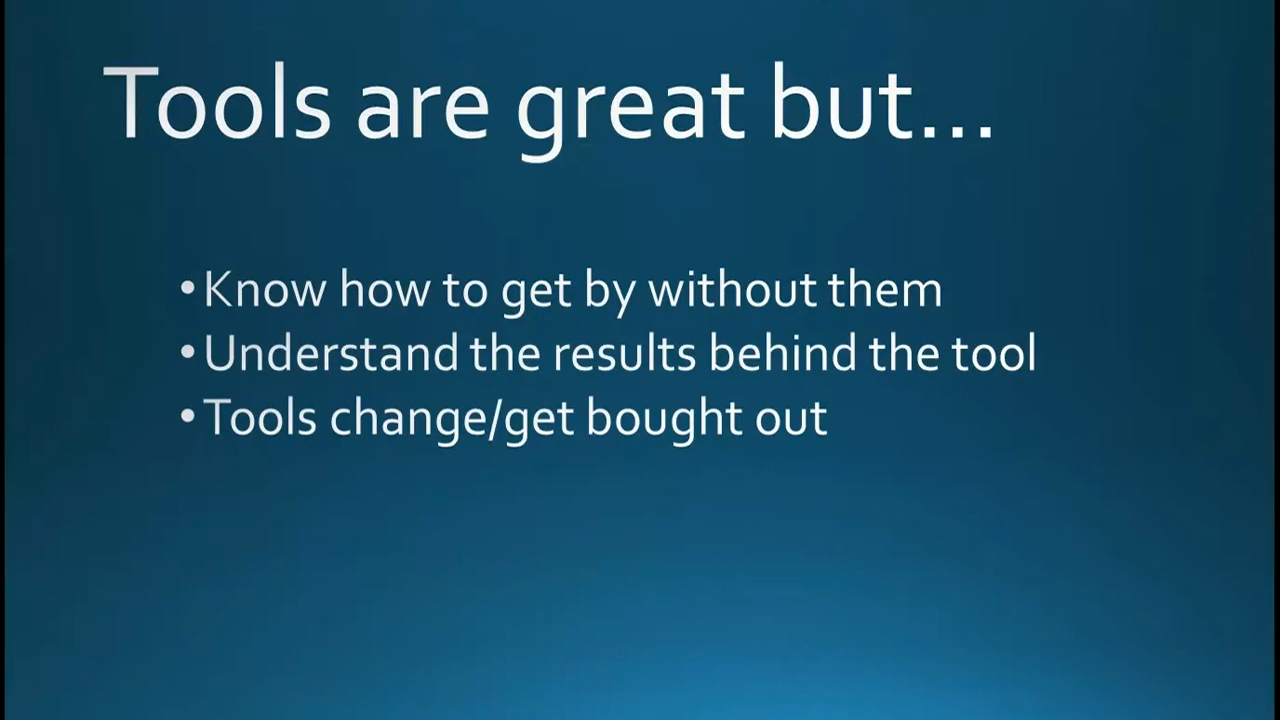 Tools are great but...
•Know how to get by without them
•Understand the results behind the tool
•Tools change/get bought out